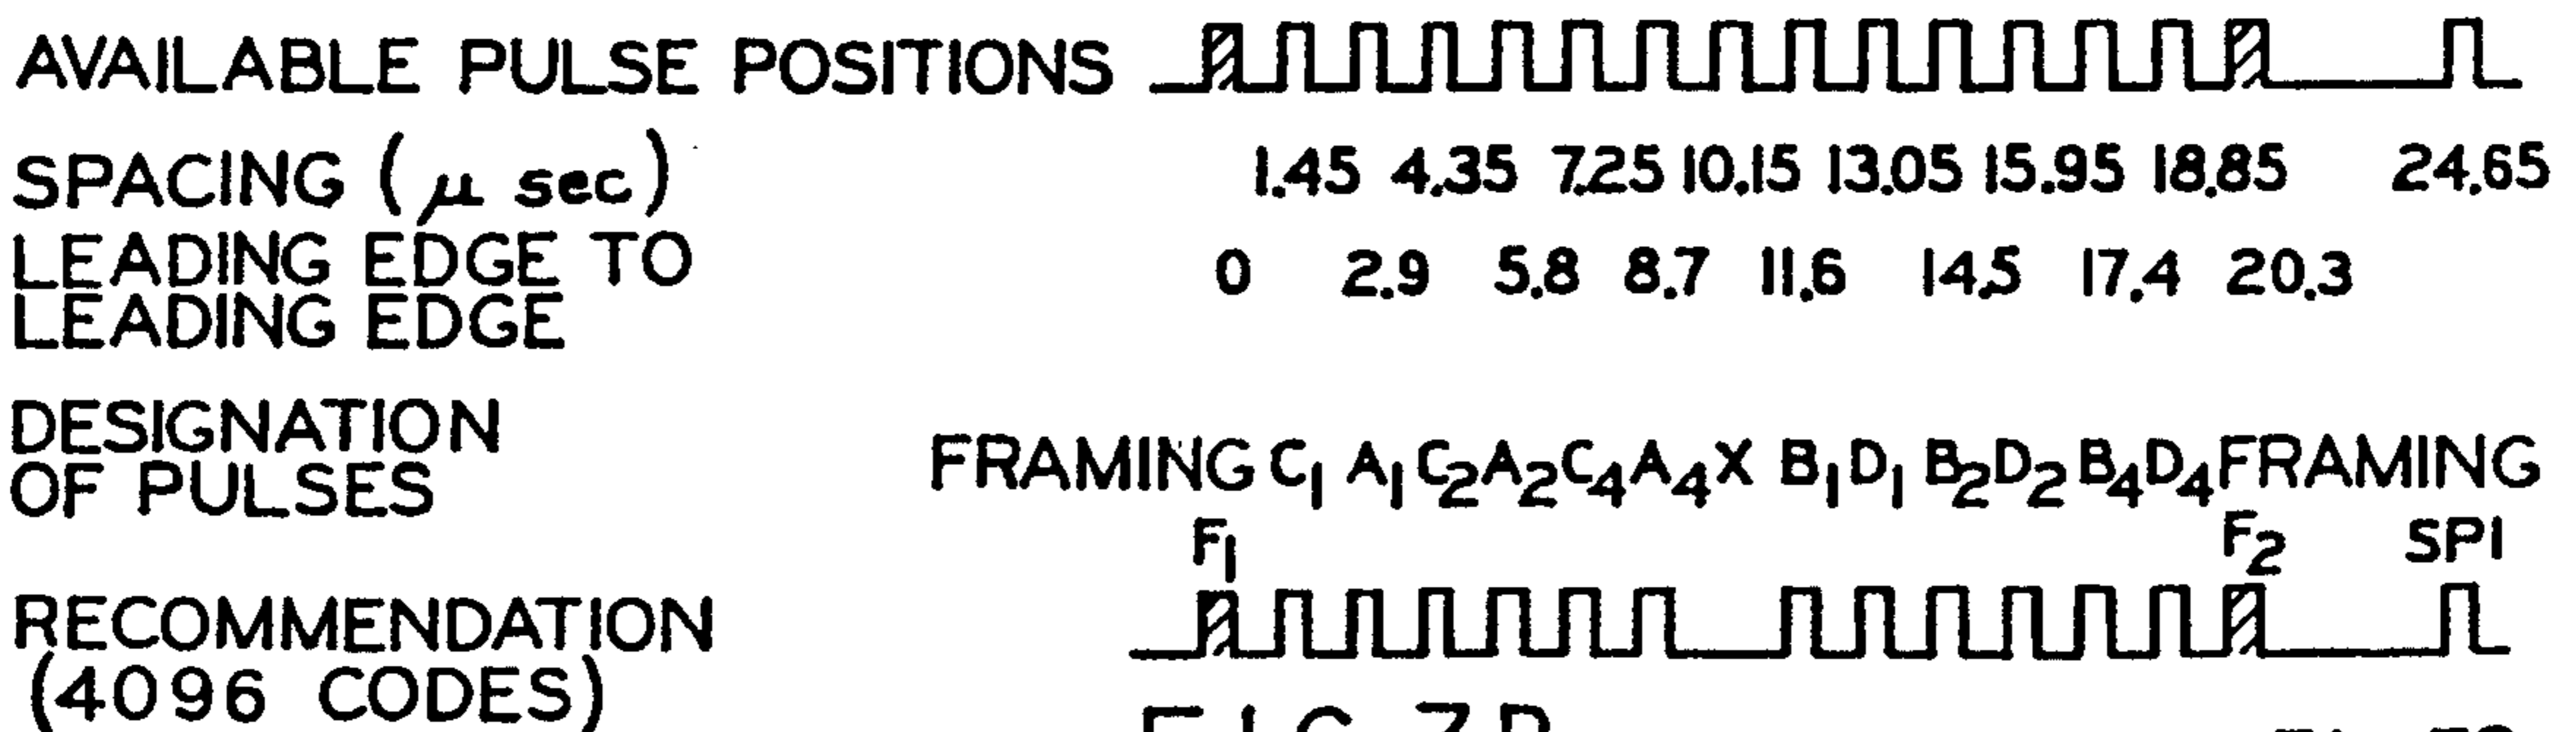 AVAILABLE PULSE POSITIONS
SPACING (μ sec) 1.45 4.35 7.25 10.15 13.05 15.95 18.85 24.65
LEADING EDGE TO 0 2.9 5.8 8.7 11.6 14.5 17.4 20.3
LEADING EDGE
DESIGNATION
OF PULSES FRAMING C1 A1 C2 A2 C4 A4 X B1 D1 B2 D2 B4 D4 FRAMING
F1 F2 SPI
RECOMMENDATION
(4096 CODES)